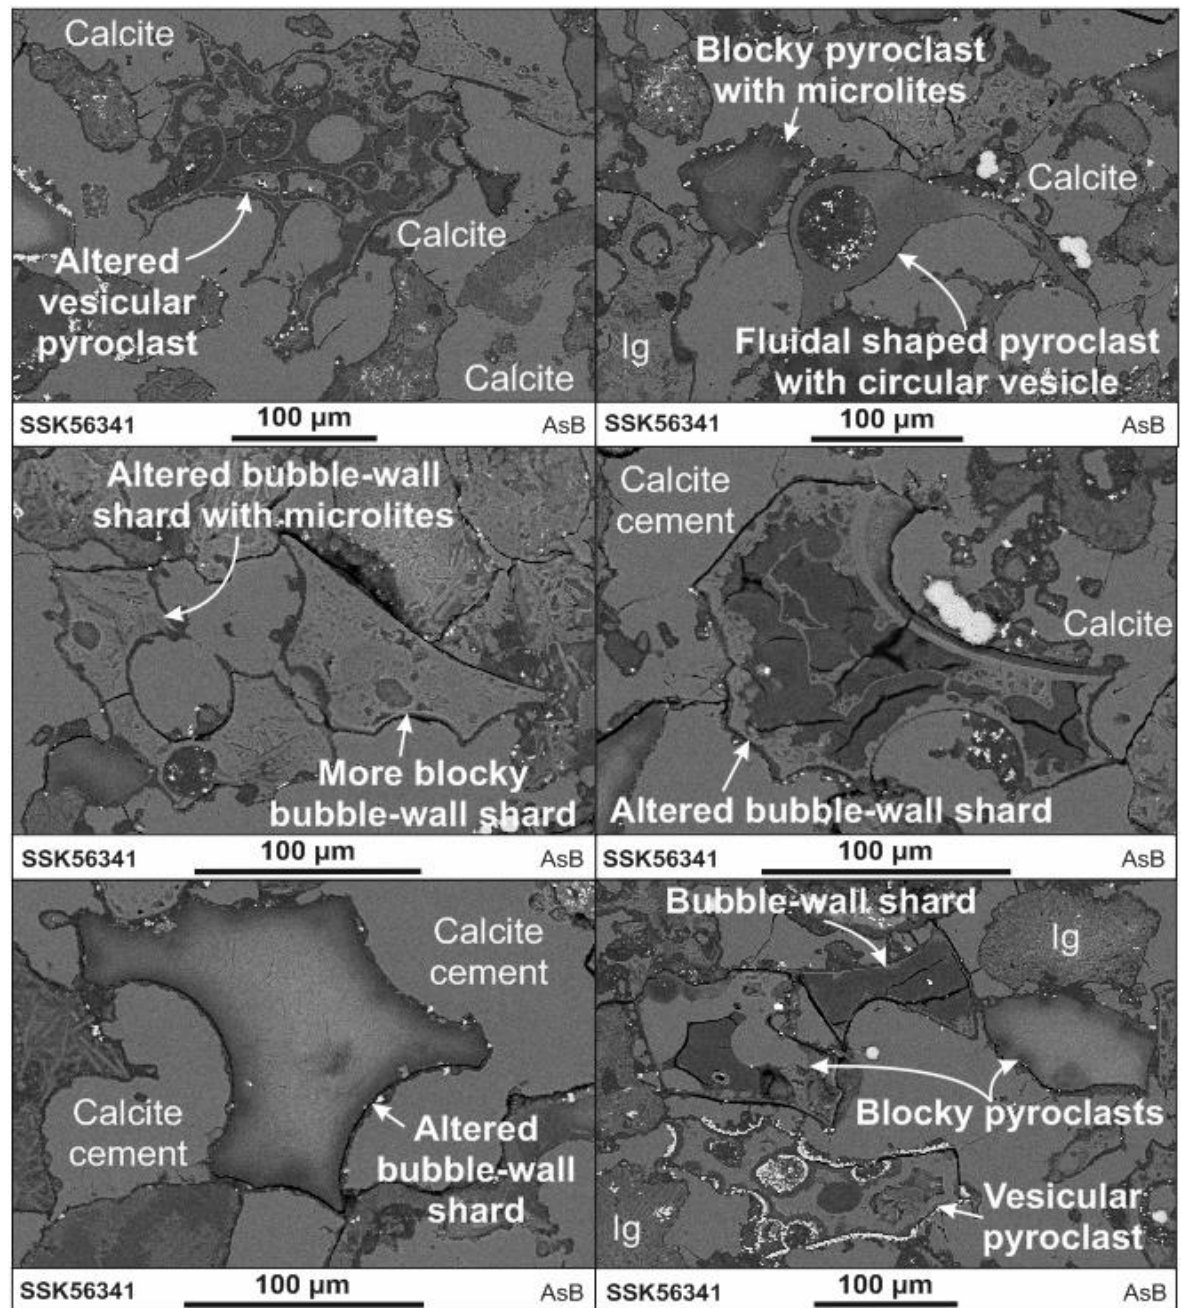 Calcite
Calcite
Altered
vesicular
pyroclast
Calcite
100 µm
SSK56341
AsB
Blocky pyroclast
with microlites
Calcite
Ig
Fluidal shaped pyroclast
with circular vesicle
100 µm
SSK56341
AsB
Altered bubble-wall
shard with microlites
More blocky
bubble-wall shard
100 µm
SSK56341
AsB
Calcite
cement
Calcite
Altered bubble-wall shard
100 µm
SSK56341
AsB
Calcite
cement
Calcite
cement
Altered
bubble-wall
shard
100 µm
SSK56341
AsB
Bubble-wall shard
Ig
Blocky pyroclasts
Vesicular
pyroclast
Ig
100 µm
SSK56341
AsB